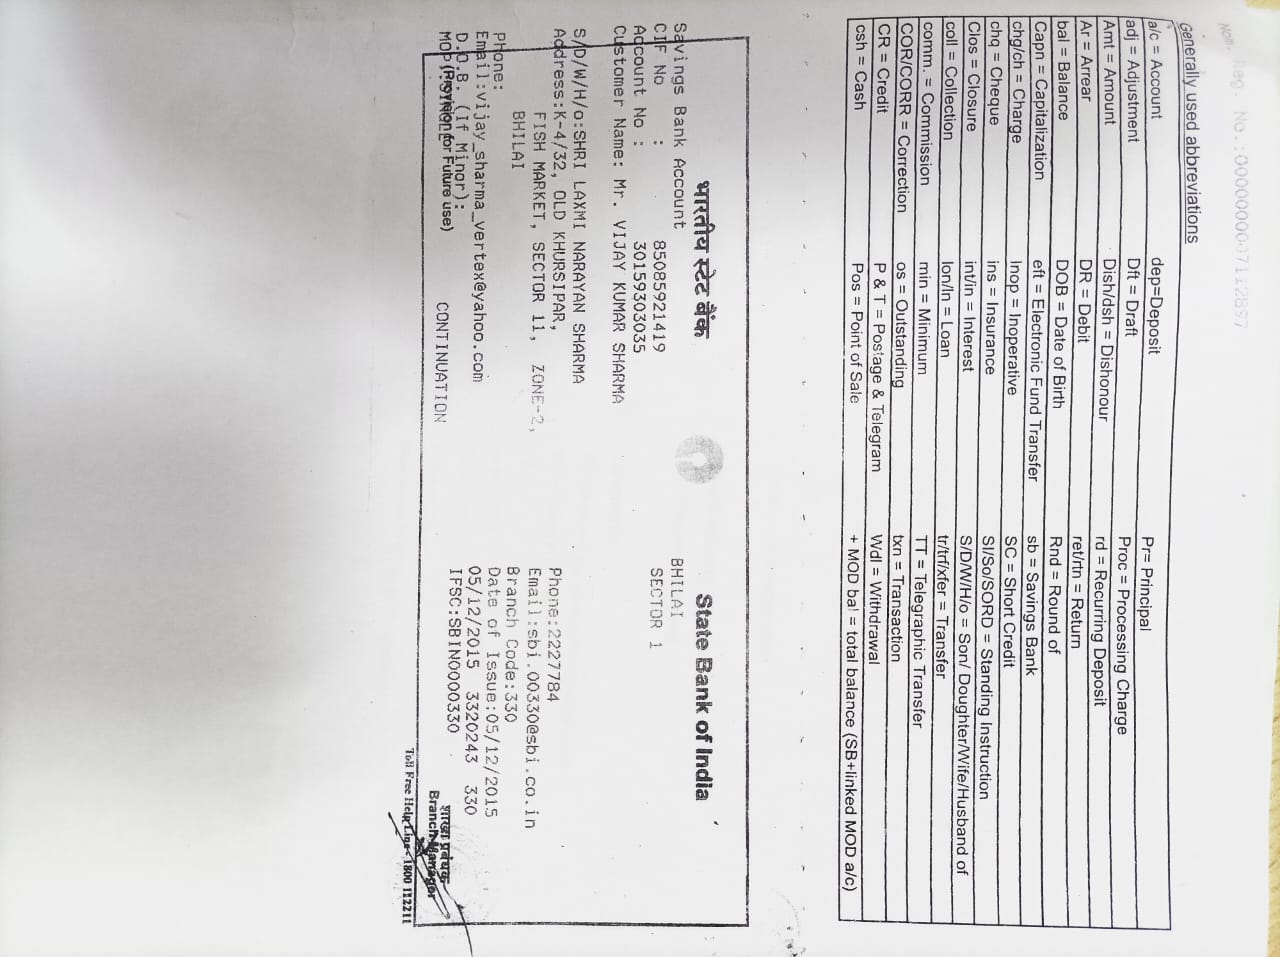 Nom. Reg. No.:0000000007112897
Generally used abbreviations
a/c = Account dep=Deposit Pr= Principal
adj = Adjustment Dft = Draft Proc = Processing Charge
Amt = Amount Dish/dsh = Dishonour rd = Recurring Deposit
Ar = Arrear DR = Debit ret/rtn = Return
bal = Balance DOB = Date of Birth Rnd = Round of
Capn = Capitalization eft = Electronic Fund Transfer sb = Savings Bank
chg/ch = Charge Inop = Inoperative SC = Short Credit
chq = Cheque ins = Insurance SI/So/SORD = Standing Instruction
Clos = Closure int/in = Interest S/D/W/H/o = Son/ Doughter/Wife/Husband of
coll = Collection lon/ln = Loan tr/trf/xfer = Transfer
comm. = Commission min = Minimum TT = Telegraphic Transfer
COR/CORR = Correction os = Outstanding txn = Transaction
CR = Credit P & T = Postage & Telegram Wdl = Withdrawal
csh = Cash Pos = Point of Sale + MOD bal = total balance (SB+linked MOD a/c)
भारतीय स्टेट बैंक State Bank of India
Savings Bank Account BHILAI
CIF No : 85085921419 SECTOR 1
Account No : 30159303035
Customer Name: Mr. VIJAY KUMAR SHARMA
S/D/W/H/o:SHRI LAXMI NARAYAN SHARMA
Address:K-4/32, OLD KHURSIPAR, Phone:2227784
FISH MARKET, SECTOR 11, ZONE-2, Email:sbi.00330@sbi.co.in
BHILAI Branch Code:330
Phone: Date of Issue:05/12/2015
Email:vijay_sharma_vertex@yahoo.com 05/12/2015 3320243 330
D.O.B. (If Minor): IFSC:SBIN0000330
MOP (Provision for Future use) CONTINUATION
शाखा प्रबंधक
Branch Manager
Toll Free Help Line- 1800 112211